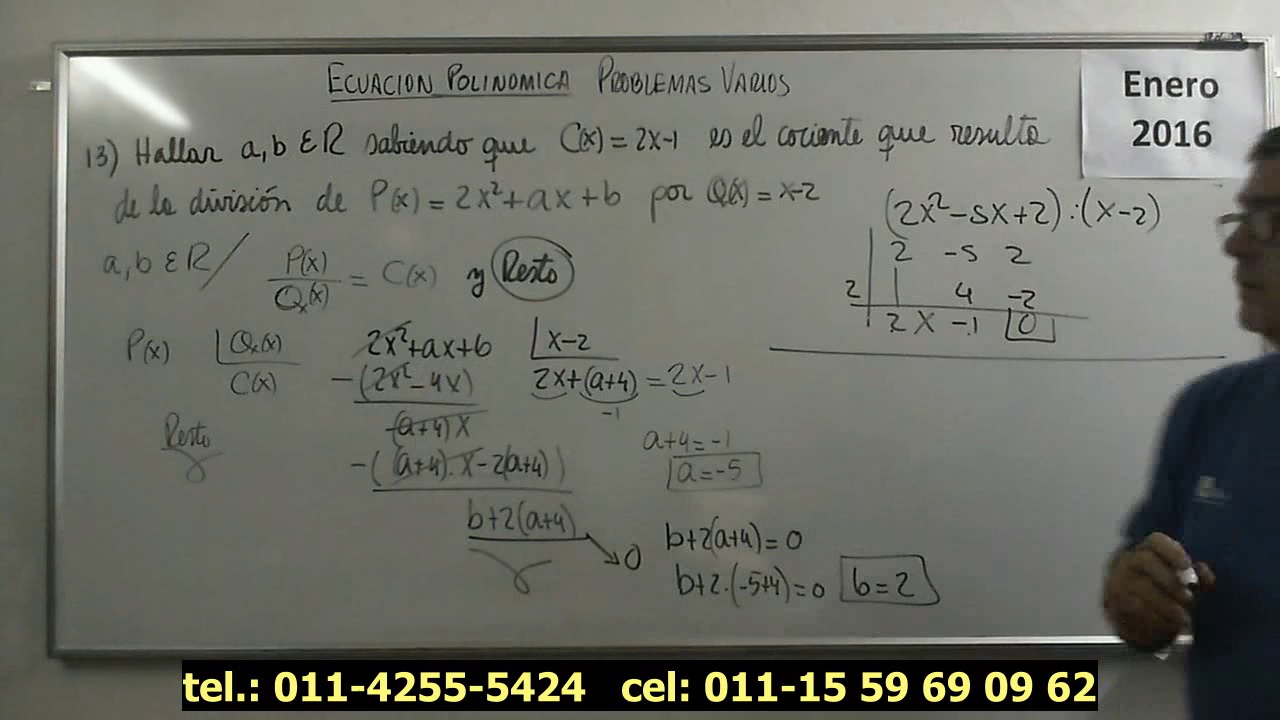 ECUACION POLINOMICA PROBLEMAS VARIOS
Enero
2016
13) Hallar a,b ∈ R sabiendo que C(x) = 2x-1 es el cociente que resulta
de la división de P(x) = 2x²+ax+b por Q(x) = x-2
a,b ∈ R / P(x)/Q(x) = C(x) y Resto
P(x) Q(x)
C(x)
Resto
2x²+ax+b x-2
-(2x²-4x) 2x+(a+4) = 2x-1
-1
(a+4)x
-((a+4).x-2(a+4))
b+2(a+4) 0
a+4=-1
a=-5
b+2(a+4)=0
b+2.(-5+4)=0 b=2
(2x²-5x+2):(x-2)
2 -5 2
2 4 -2
2x -1 0
tel.: 011-4255-5424 cel: 011-15 59 69 09 62